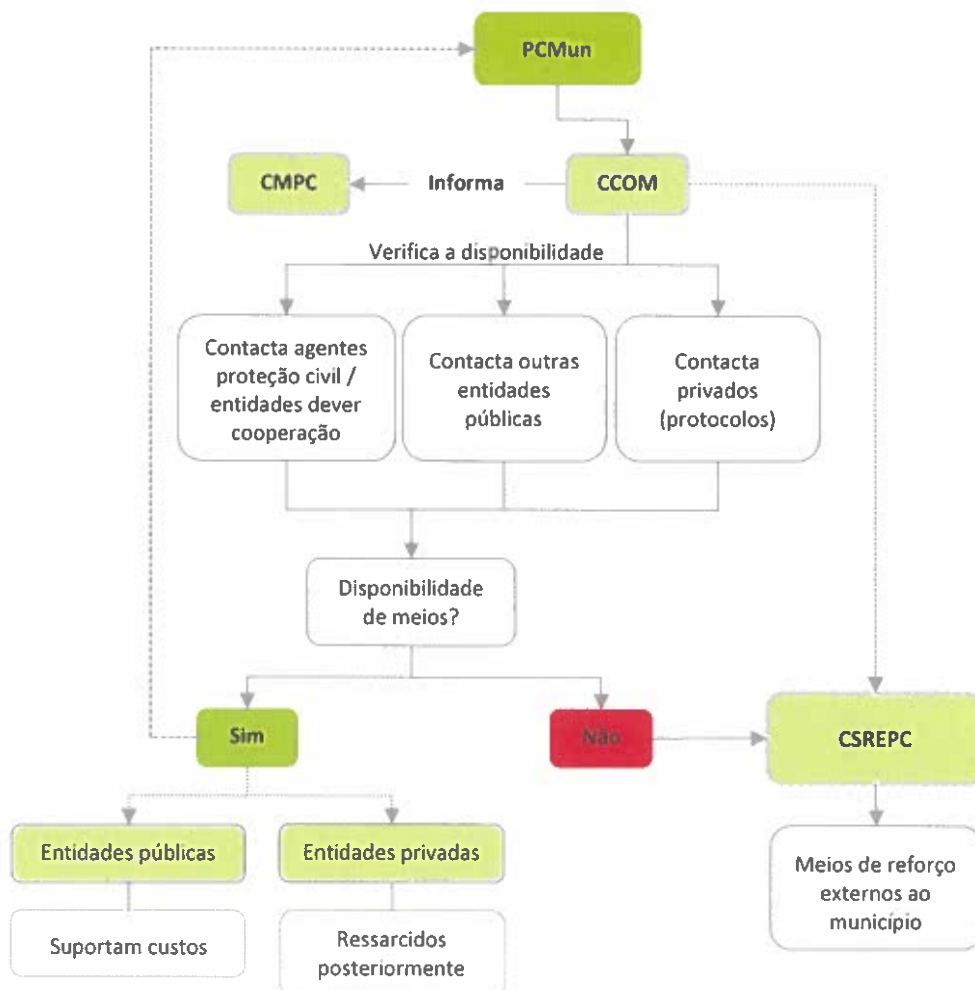 PCMun
CMPC
Informa
CCOM
Verifica a disponibilidade
Contacta agentes
proteção civil /
entidades dever
cooperação
Contacta outras
entidades
públicas
Contacta
privados
(protocolos)
Disponibilidade
de meios?
Sim
Não
CSREPC
Entidades públicas
Entidades privadas
Meios de reforço
externos ao
município
Suportam custos
Ressarcidos
posteriormente